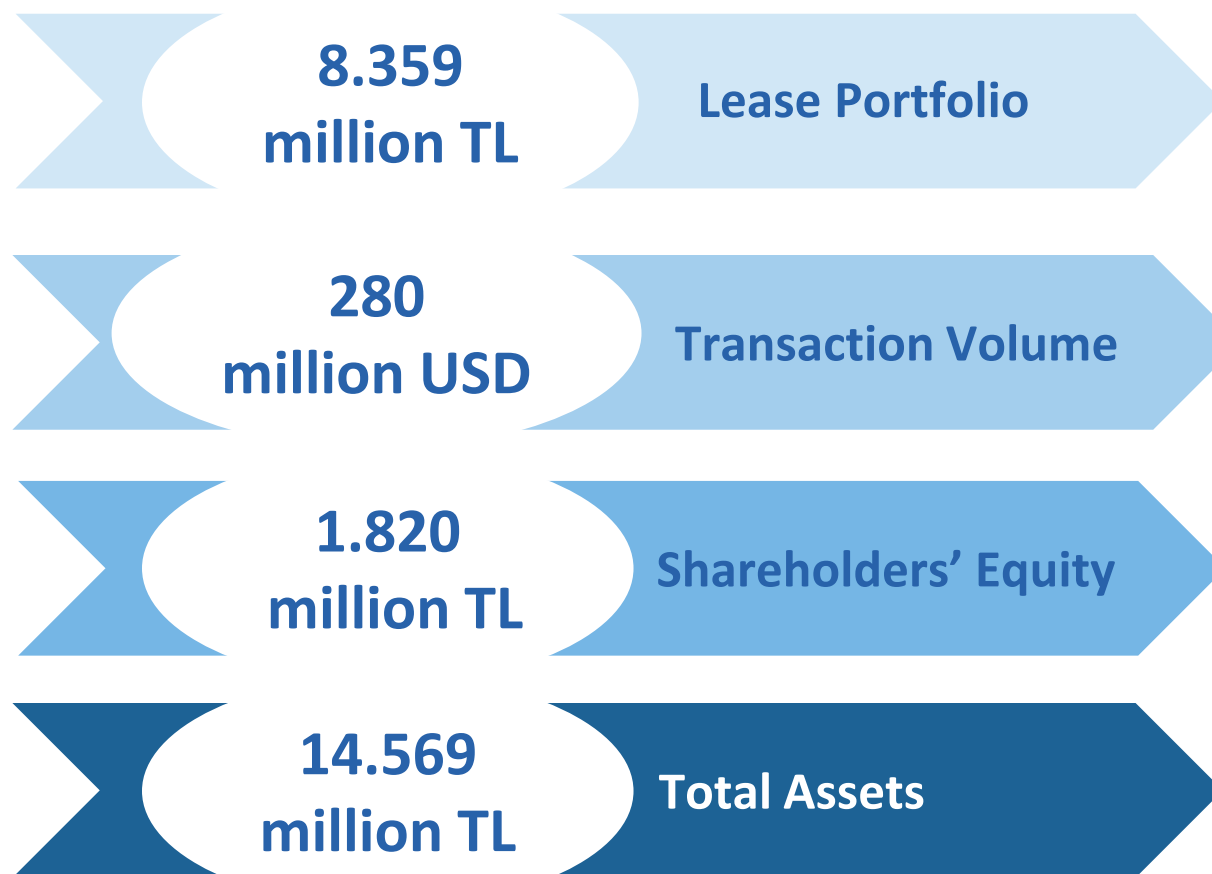 8.359
million TL
Lease Portfolio
280
million USD
Transaction Volume
1.820
million TL
Shareholders’ Equity
14.569
million TL
Total Assets